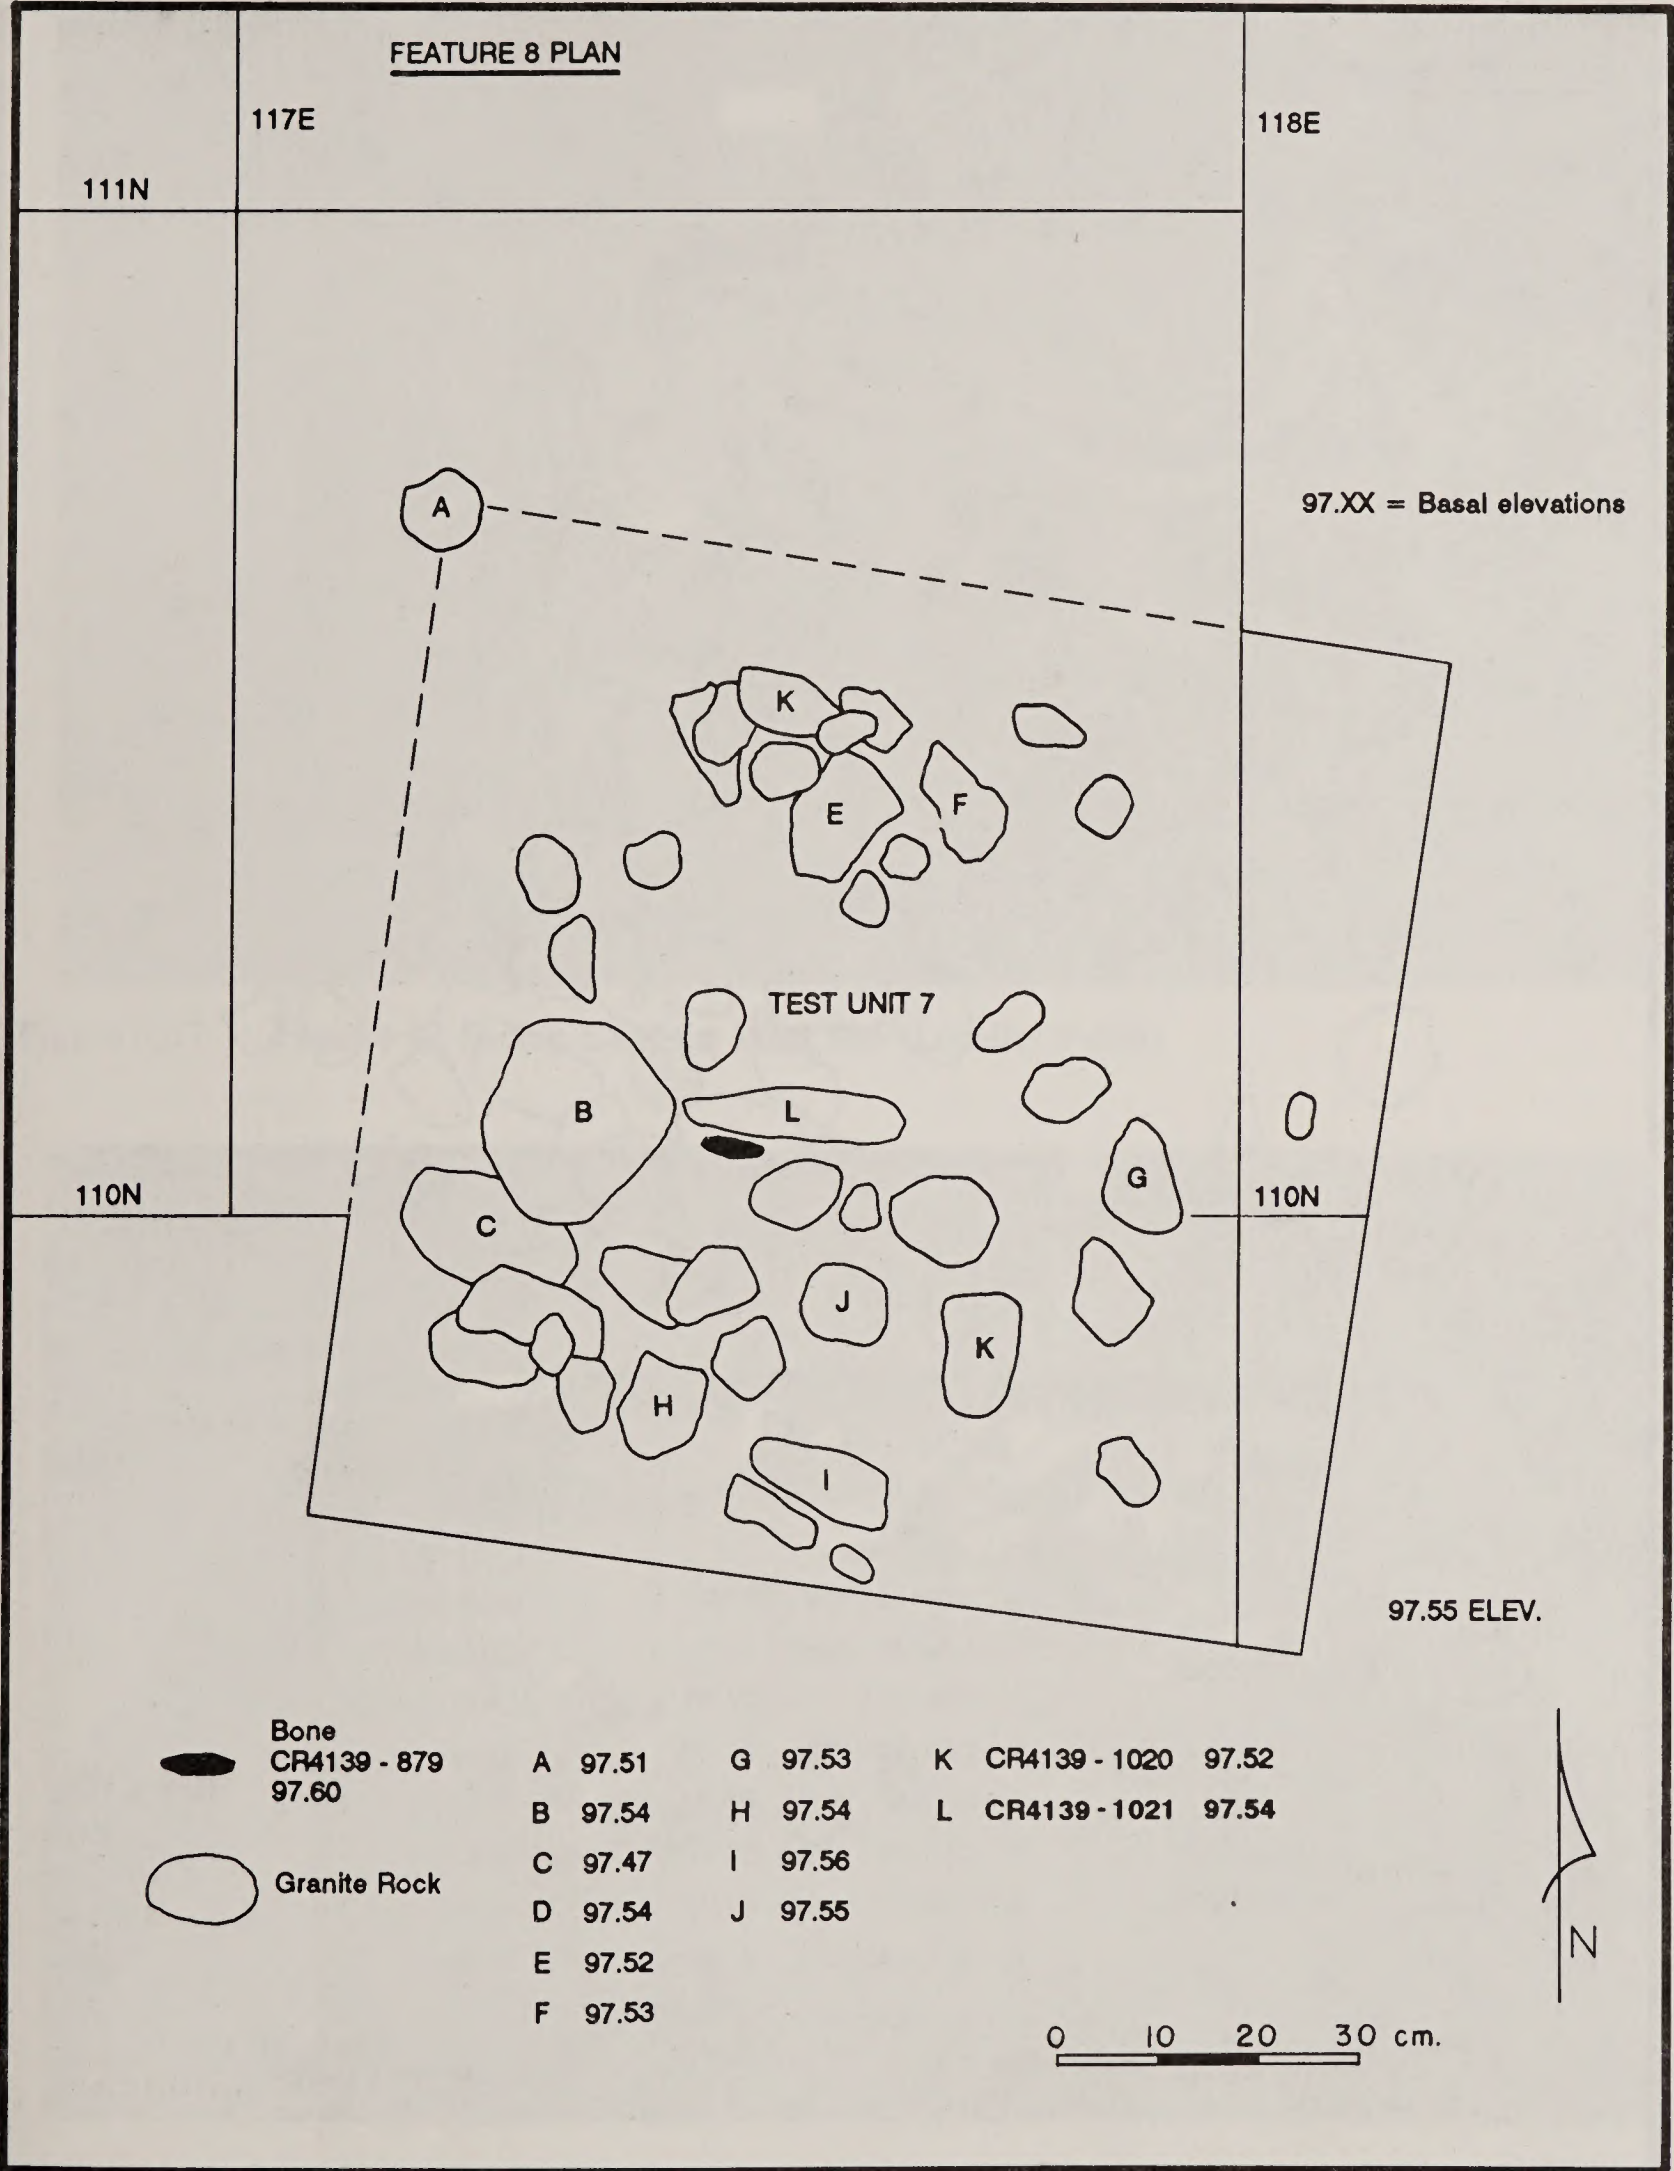 FEATURE 8 PLAN
117E
118E
111N
A
97.XX = Basal elevations
K
E
F
TEST UNIT 7
B
L
G
110N
110N
C
J
K
H
I
97.55 ELEV.
Bone
CR4139 - 879
97.60
Granite Rock
A 97.51
B 97.54
C 97.47
D 97.54
E 97.52
F 97.53
G 97.53
H 97.54
I 97.56
J 97.55
K CR4139 - 1020 97.52
L CR4139 - 1021 97.54
N
0 10 20 30 cm.